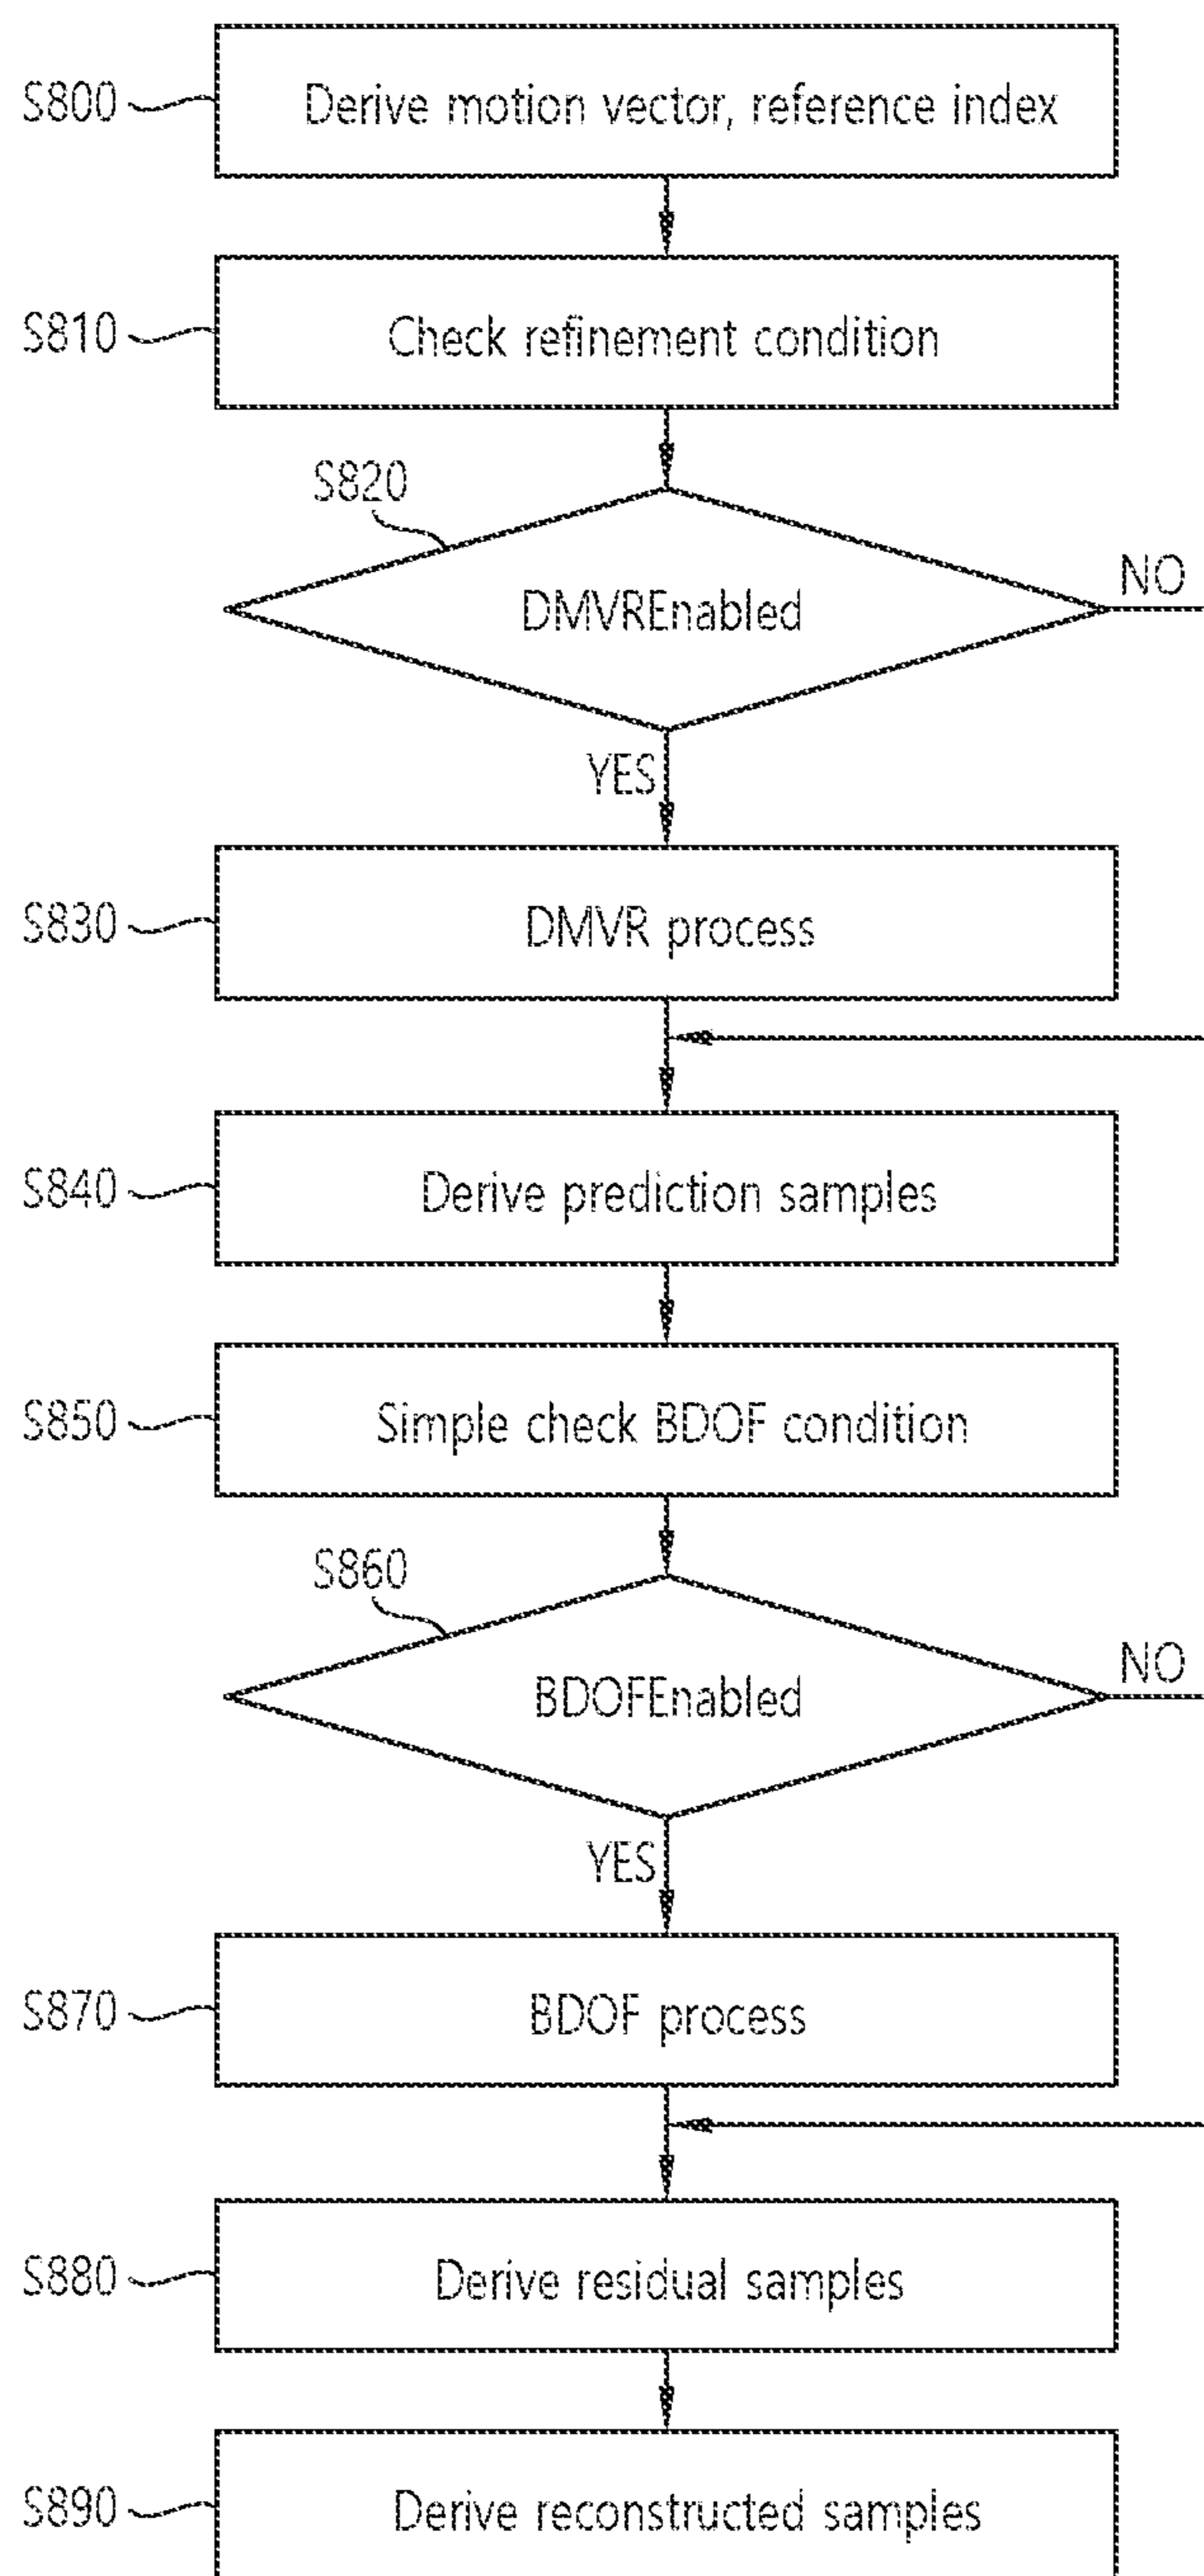 S800
Derive motion vector, reference index
S810
Check refinement condition
S820
DMVREnabled
NO
YES
S830
DMVR process
S840
Derive prediction samples
S850
Simple check BDOF condition
S860
BDOFEnabled
NO
YES
S870
BDOF process
S880
Derive residual samples
S890
Derive reconstructed samples